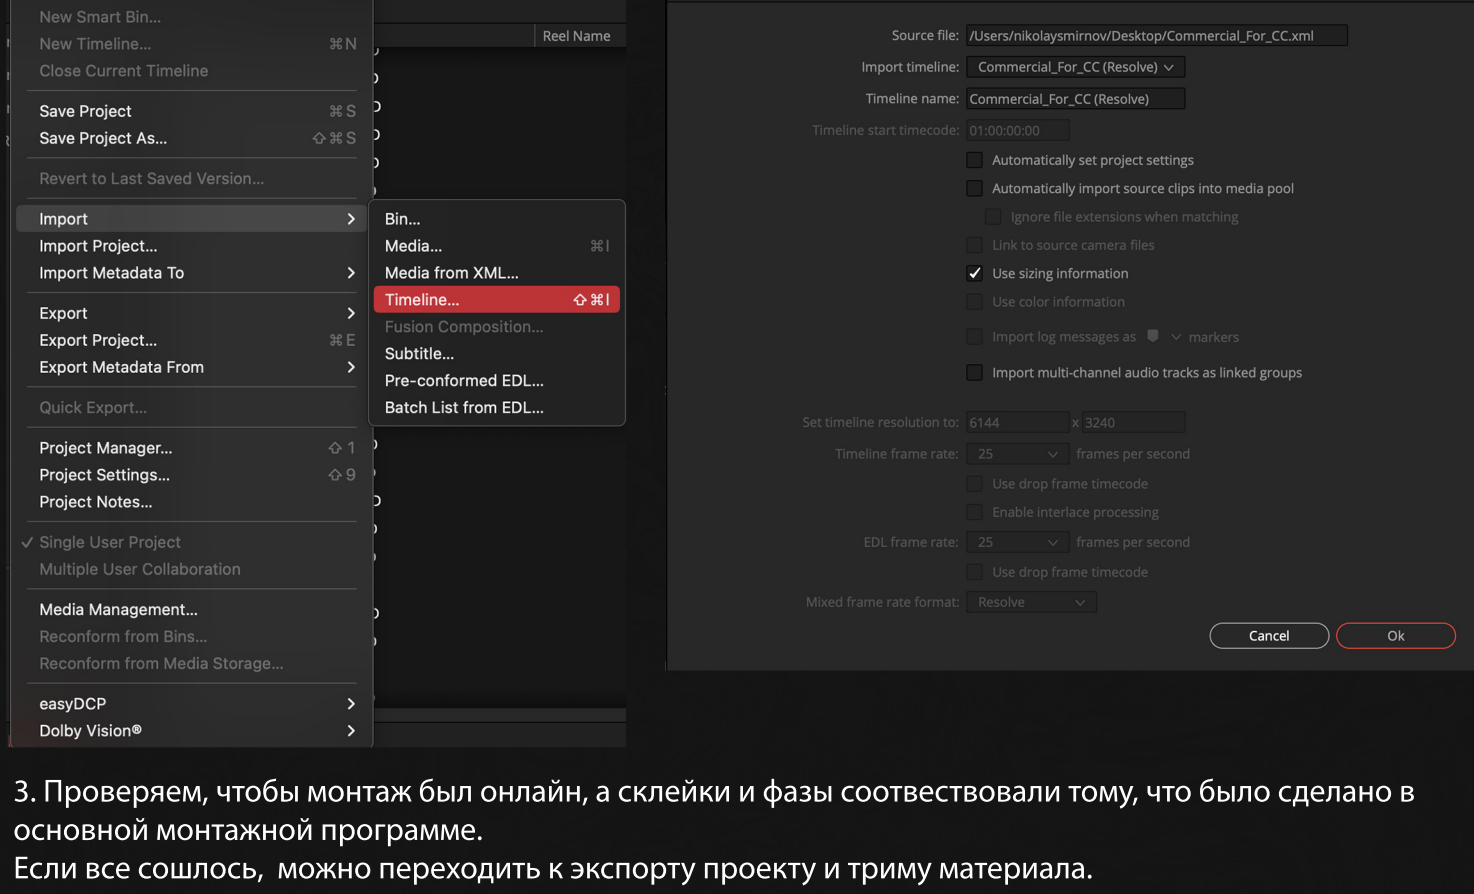 New Smart Bin...
New Timeline... ⌘N
Close Current Timeline
Save Project ⌘S
Save Project As... ⇧⌘S
Revert to Last Saved Version...
Import
Import Project...
Import Metadata To
Export
Export Project... ⌘E
Export Metadata From
Quick Export...
Project Manager... ⇧1
Project Settings... ⇧9
Project Notes...
✓ Single User Project
Multiple User Collaboration
Media Management...
Reconform from Bins...
Reconform from Media Storage...
easyDCP
Dolby Vision®
Reel Name
Bin...
Media... ⌘I
Media from XML...
Timeline... ⇧⌘I
Fusion Composition...
Subtitle...
Pre-conformed EDL...
Batch List from EDL...
Source file: /Users/nikolaysmirnov/Desktop/Commercial_For_CC.xml
Import timeline: Commercial_For_CC (Resolve)
Timeline name: Commercial_For_CC (Resolve)
Timeline start timecode: 01:00:00:00
Automatically set project settings
Automatically import source clips into media pool
Ignore file extensions when matching
Link to source camera files
Use sizing information
Use color information
Import log messages as markers
Import multi-channel audio tracks as linked groups
Set timeline resolution to: 6144 x 3240
Timeline frame rate: 25 frames per second
Use drop frame timecode
Enable interlace processing
EDL frame rate: 25 frames per second
Use drop frame timecode
Mixed frame rate format: Resolve
Cancel Ok
3. Проверяем, чтобы монтаж был онлайн, а склейки и фазы соотвествовали тому, что было сделано в
основной монтажной программе.
Если все сошлось, можно переходить к экспорту проекту и триму материала.